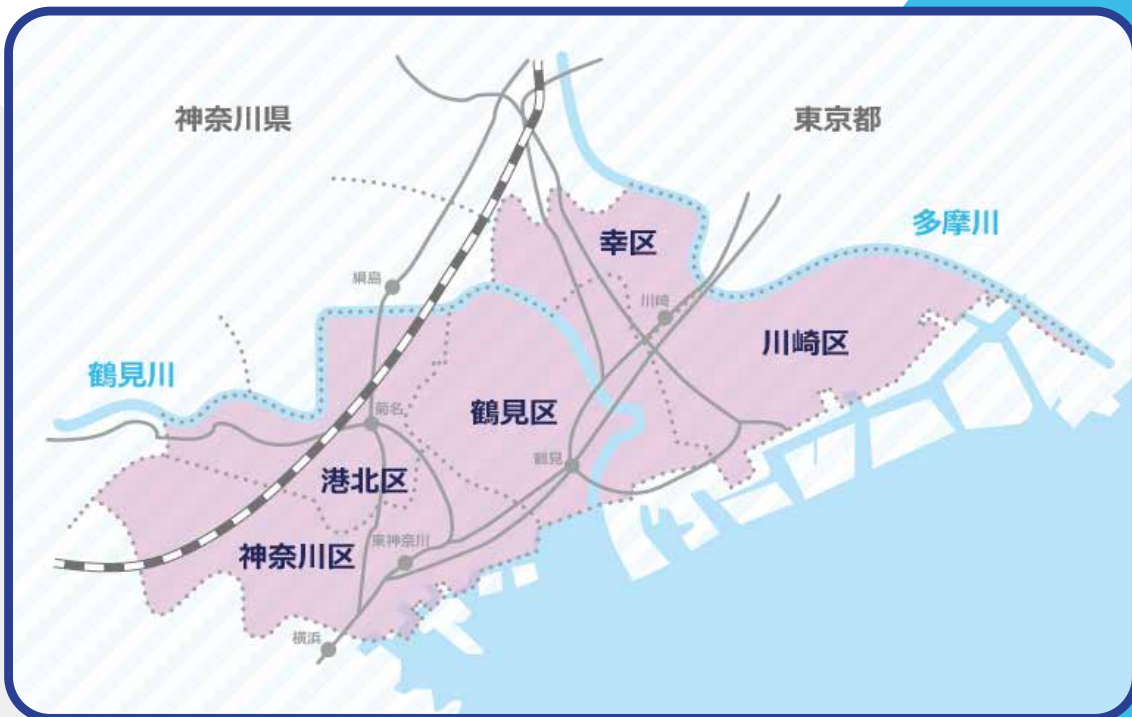 神奈川県
東京都
多摩川
幸区
綱島
川崎
川崎区
鶴見川
菊名
鶴見区
鶴見
港北区
東神奈川
神奈川区
横浜